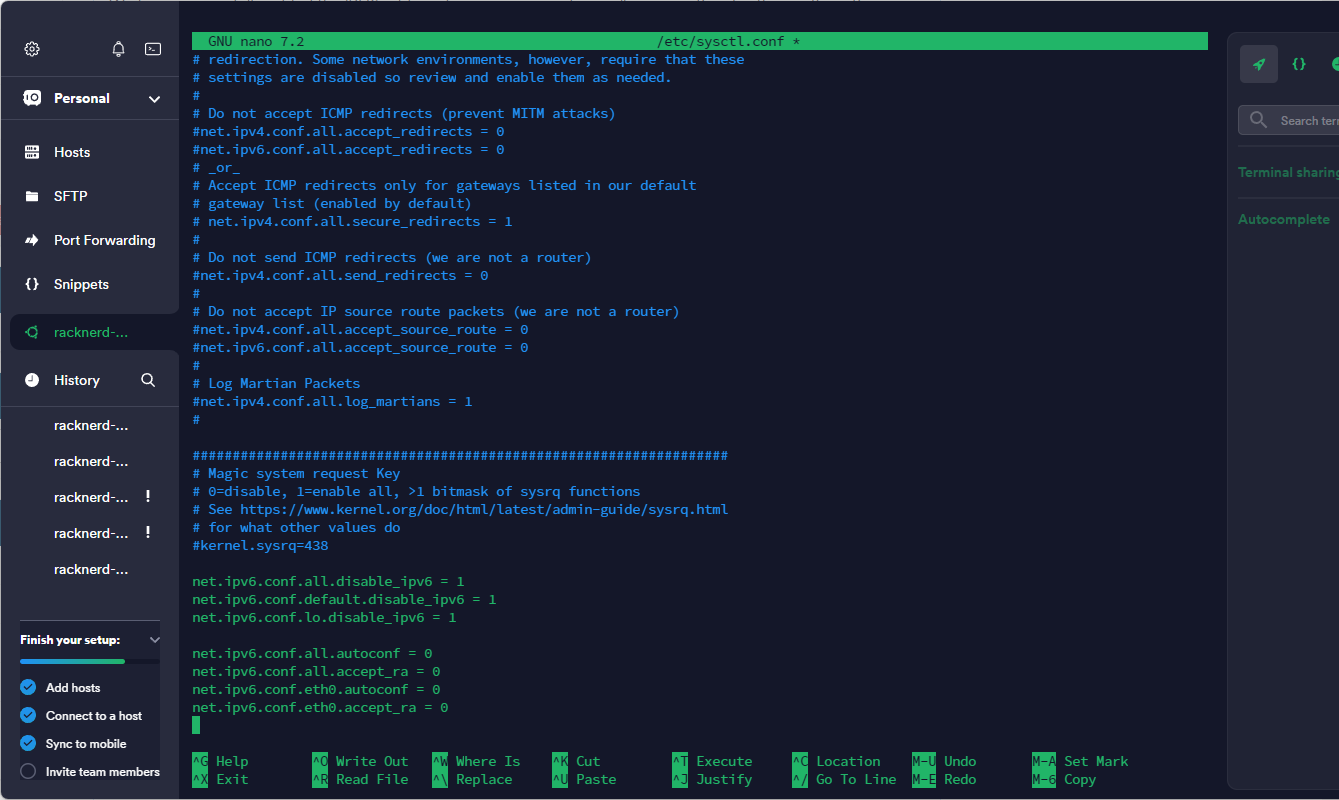 Personal
Hosts
SFTP
Port Forwarding
Snippets
racknerd-...
History
racknerd-...
racknerd-...
racknerd-... !
racknerd-... !
racknerd-...
Finish your setup:
Add hosts
Connect to a host
Sync to mobile
Invite team members
GNU nano 7.2 /etc/sysctl.conf *
# redirection. Some network environments, however, require that these
# settings are disabled so review and enable them as needed.
#
# Do not accept ICMP redirects (prevent MITM attacks)
#net.ipv4.conf.all.accept_redirects = 0
#net.ipv6.conf.all.accept_redirects = 0
# _or_
# Accept ICMP redirects only for gateways listed in our default
# gateway list (enabled by default)
# net.ipv4.conf.all.secure_redirects = 1
#
# Do not send ICMP redirects (we are not a router)
#net.ipv4.conf.all.send_redirects = 0
#
# Do not accept IP source route packets (we are not a router)
#net.ipv4.conf.all.accept_source_route = 0
#net.ipv6.conf.all.accept_source_route = 0
#
# Log Martian Packets
#net.ipv4.conf.all.log_martians = 1
#
###################################################################
# Magic system request Key
# 0=disable, 1=enable all, >1 bitmask of sysrq functions
# See https://www.kernel.org/doc/html/latest/admin-guide/sysrq.html
# for what other values do
#kernel.sysrq=438
net.ipv6.conf.all.disable_ipv6 = 1
net.ipv6.conf.default.disable_ipv6 = 1
net.ipv6.conf.lo.disable_ipv6 = 1
net.ipv6.conf.all.autoconf = 0
net.ipv6.conf.all.accept_ra = 0
net.ipv6.conf.eth0.autoconf = 0
net.ipv6.conf.eth0.accept_ra = 0
^G Help ^O Write Out ^W Where Is ^K Cut ^T Execute ^C Location M-U Undo M-A Set Mark
^X Exit ^R Read File ^\ Replace ^U Paste ^J Justify ^/ Go To Line M-E Redo M-6 Copy
{}
Search ter
Terminal sharing
Autocomplete